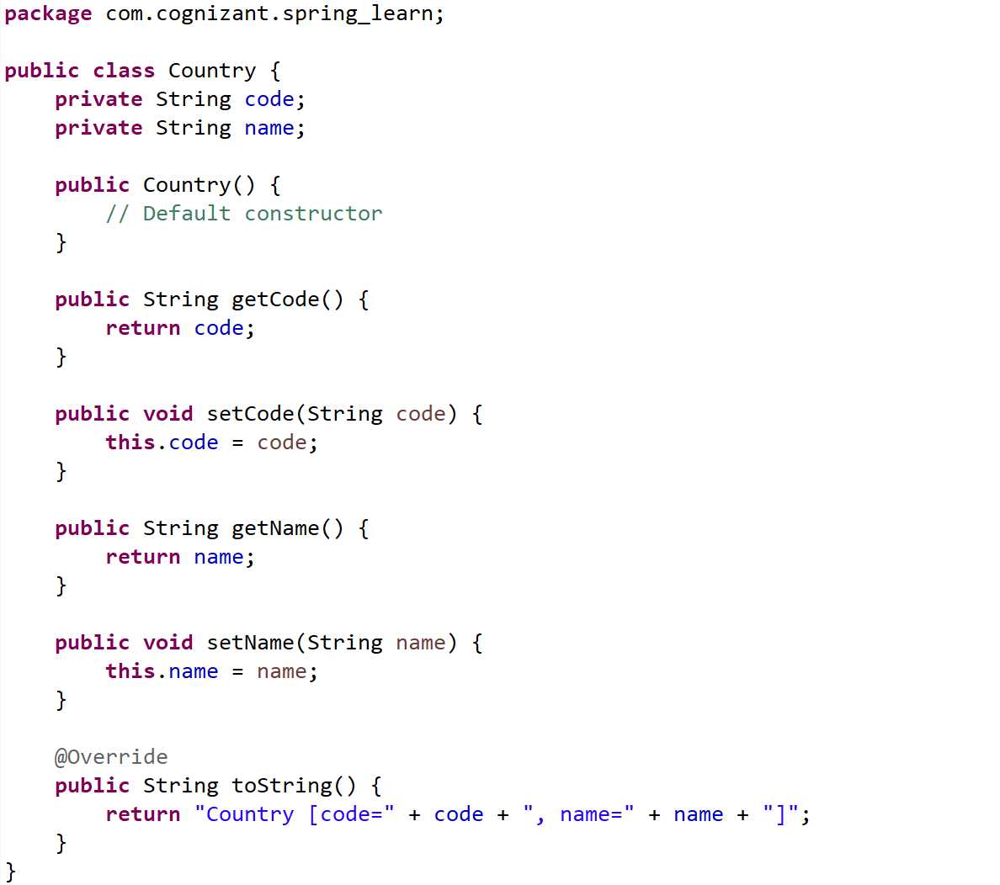 package com.cognizant.spring_learn;

public class Country {
    private String code;
    private String name;

    public Country() {
        // Default constructor
    }

    public String getCode() {
        return code;
    }

    public void setCode(String code) {
        this.code = code;
    }

    public String getName() {
        return name;
    }

    public void setName(String name) {
        this.name = name;
    }

    @Override
    public String toString() {
        return "Country [code=" + code + ", name=" + name + "]";
    }
}